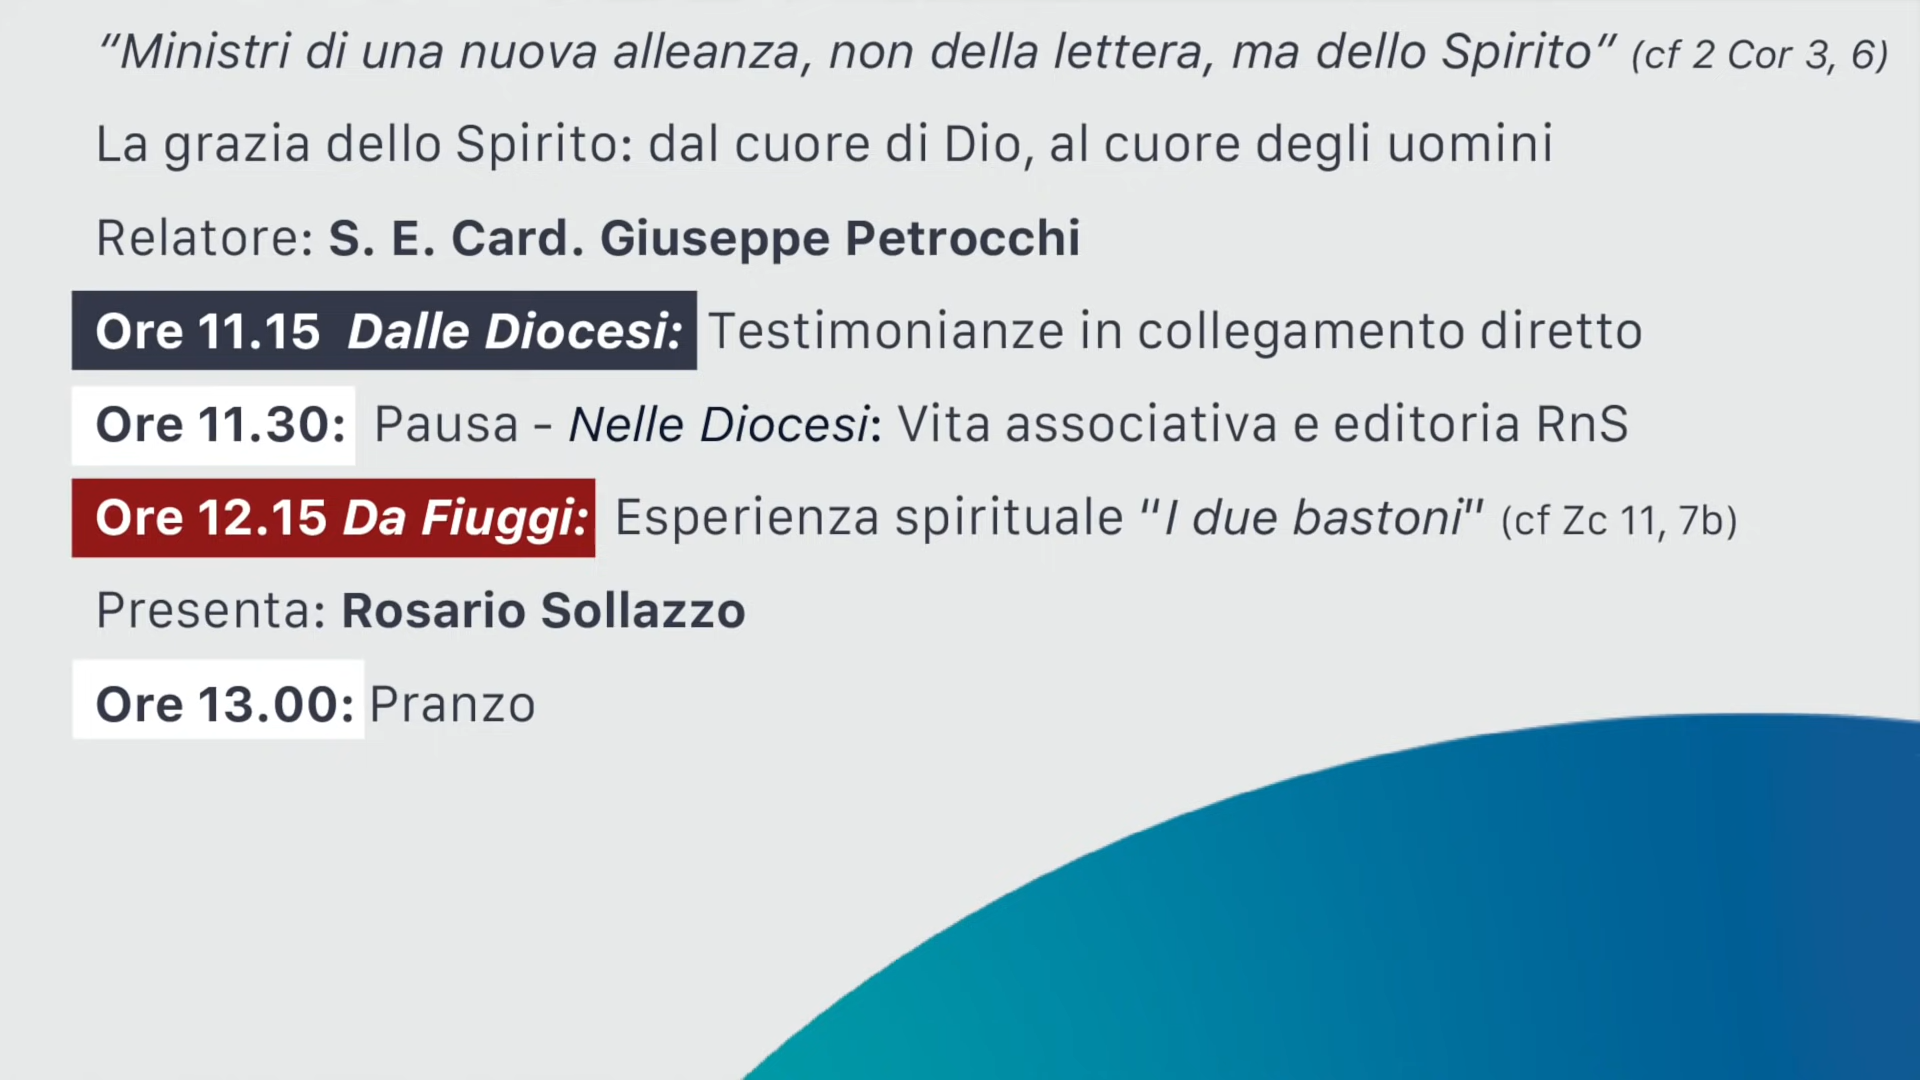 “Ministri di una nuova alleanza, non della lettera, ma dello Spirito” (cf 2 Cor 3, 6)
La grazia dello Spirito: dal cuore di Dio, al cuore degli uomini
Relatore: S. E. Card. Giuseppe Petrocchi
Ore 11.15 Dalle Diocesi: Testimonianze in collegamento diretto
Ore 11.30: Pausa - Nelle Diocesi: Vita associativa e editoria RnS
Ore 12.15 Da Fiuggi: Esperienza spirituale “I due bastoni” (cf Zc 11, 7b)
Presenta: Rosario Sollazzo
Ore 13.00: Pranzo